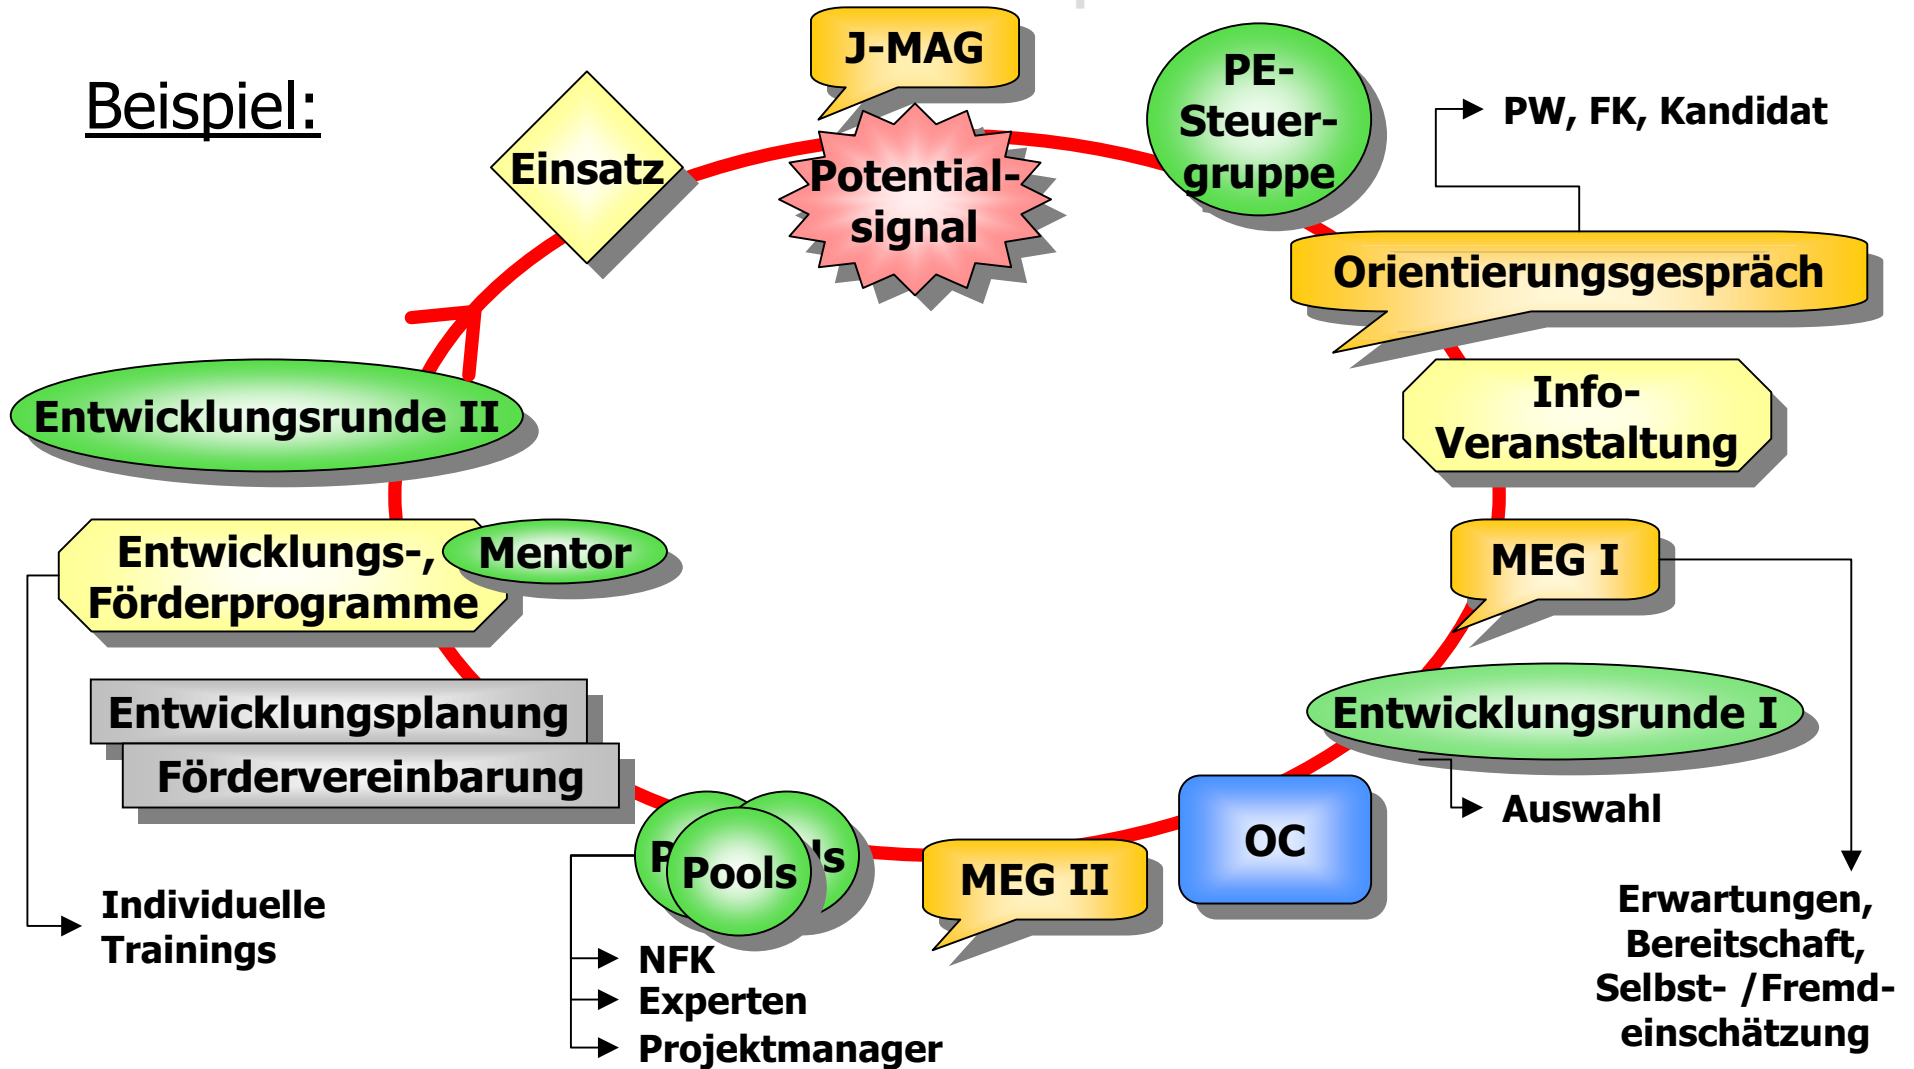 Beispiel:
J-MAG
Einsatz
Potential-
signal
PE-
Steuer-
gruppe
PW, FK, Kandidat
Orientierungsgespräch
Info-
Veranstaltung
MEG I
Erwartungen,
Bereitschaft,
Selbst- /Fremd-
einschätzung
Entwicklungsrunde I
Auswahl
OC
MEG II
Pools
NFK
Experten
Projektmanager
Entwicklungsplanung
Fördervereinbarung
Entwicklungs-,
Förderprogramme
Mentor
Individuelle
Trainings
Entwicklungsrunde II